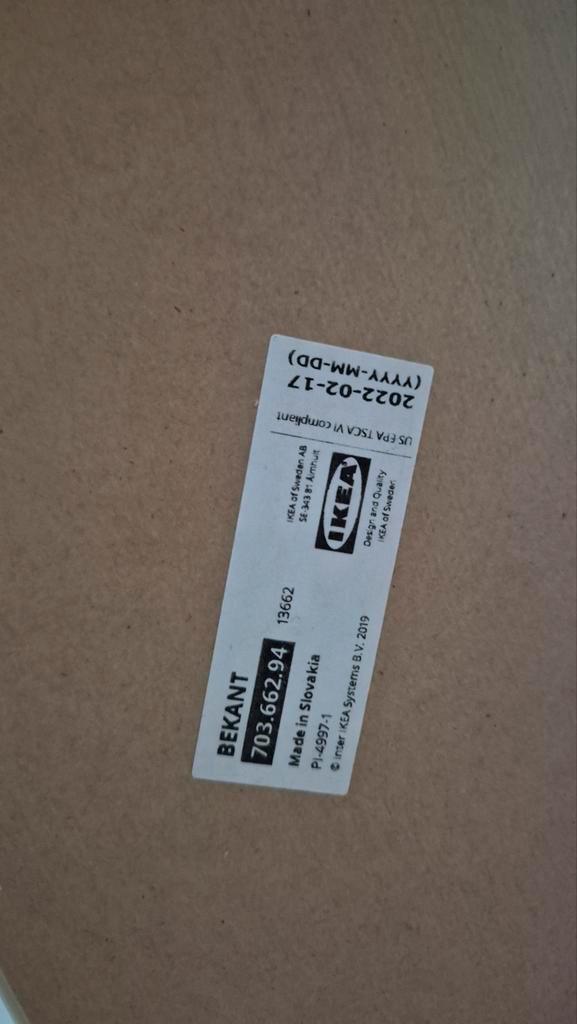 BEKANT
703.662.94 13662
Made in Slovakia
PI-4997-1
© Inter IKEA Systems B.V. 2019
IKEA of Sweden AB
SE-343 81 Älmhult
IKEA
Design and Quality
IKEA of Sweden
US EPA TSCA VI compliant
2022-02-17
(YYYY-MM-DD)